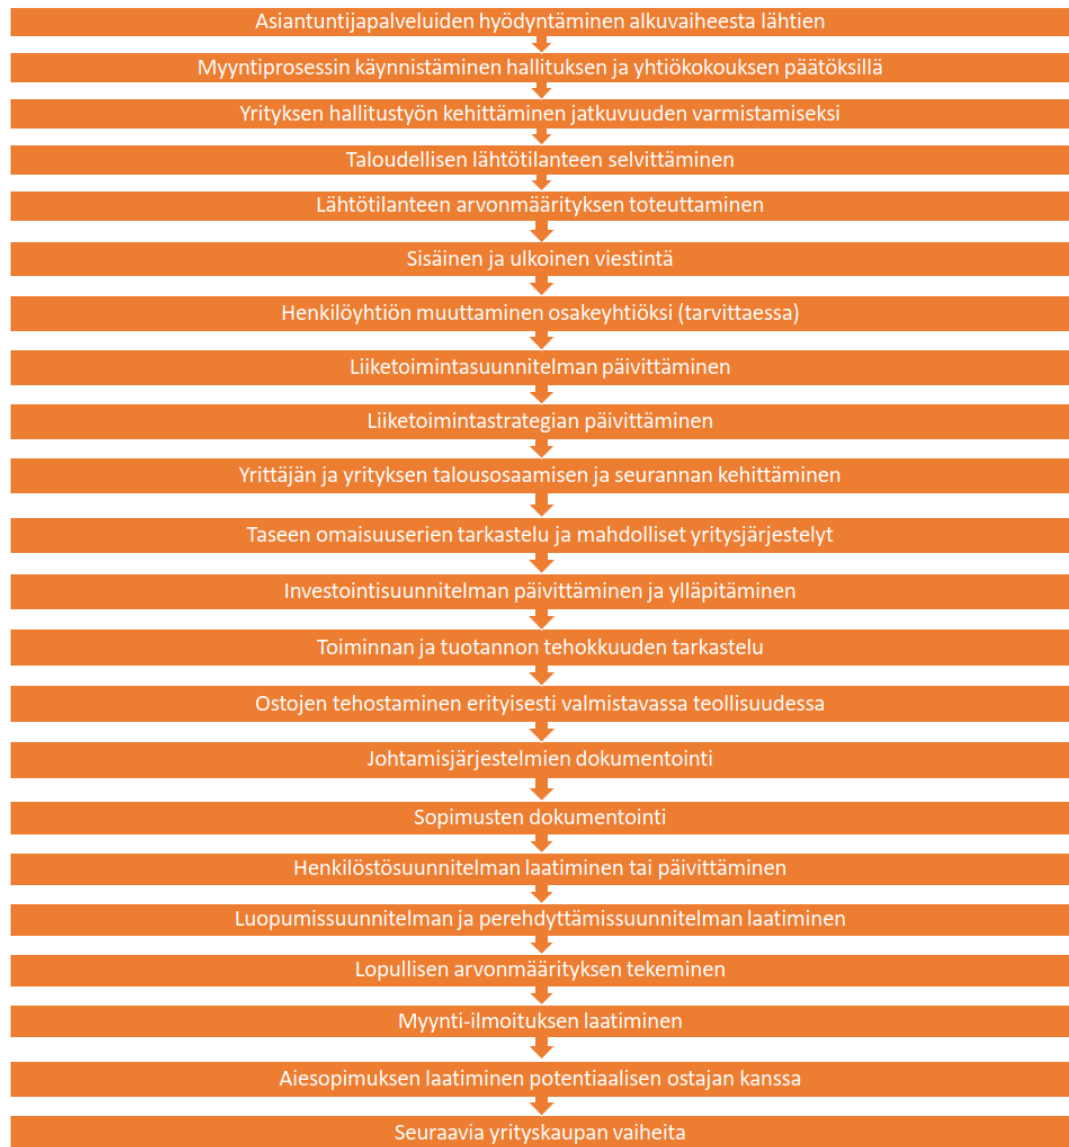 Asiantuntijapalveluiden hyödyntäminen alkuvaiheesta lähtien
Myyntiprosessin käynnistäminen hallituksen ja yhtiökokouksen päätöksillä
Yrityksen hallitustyön kehittäminen jatkuvuuden varmistamiseksi
Taloudellisen lähtötilanteen selvittäminen
Lähtötilanteen arvonmäärityksen toteuttaminen
Sisäinen ja ulkoinen viestintä
Henkilöyhtiön muuttaminen osakeyhtiöksi (tarvittaessa)
Liiketoimintasuunnitelman päivittäminen
Liiketoimintastrategian päivittäminen
Yrittäjän ja yrityksen talousosaamisen ja seurannan kehittäminen
Taseen omaisuuserien tarkastelu ja mahdolliset yritysjärjestelyt
Investointisuunnitelman päivittäminen ja ylläpitäminen
Toiminnan ja tuotannon tehokkuuden tarkastelu
Ostojen tehostaminen erityisesti valmistavassa teollisuudessa
Johtamisjärjestelmien dokumentointi
Sopimusten dokumentointi
Henkilöstösuunnitelman laatiminen tai päivittäminen
Luopumissuunnitelman ja perehdyttämissuunnitelman laatiminen
Lopullisen arvonmäärityksen tekeminen
Myynti-ilmoituksen laatiminen
Aiesopimuksen laatiminen potentiaalisen ostajan kanssa
Seuraavia yrityskaupan vaiheita